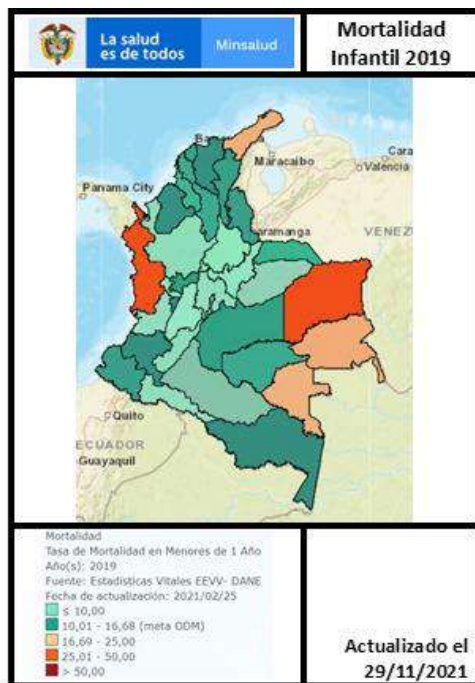 La salud
es de todos
Minsalud
Mortalidad
Infantil 2019
Maracaibo
Cara
Valencia
Panama City
aramanga
VENEZ
Quito
ECUADOR
Guayaquil
Mortalidad
Tasa de Mortalidad en Menores de 1 Año
Año(s): 2019
Fuente: Estadísticas Vitales EEVV- DANE
Fecha de actualización: 2021/02/25
≤ 10,00
10,01 - 16,68 (meta ODM)
16,69 - 25,00
25,01 - 50,00
> 50,00
Actualizado el
29/11/2021